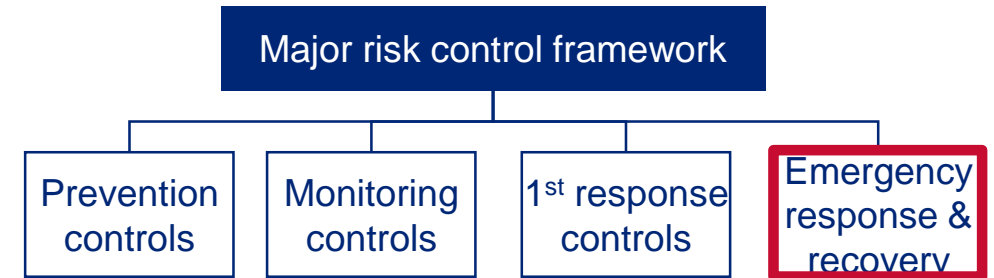 Major risk control framework
Prevention
controls
Monitoring
controls
1st response
controls
Emergency
response &
recovery